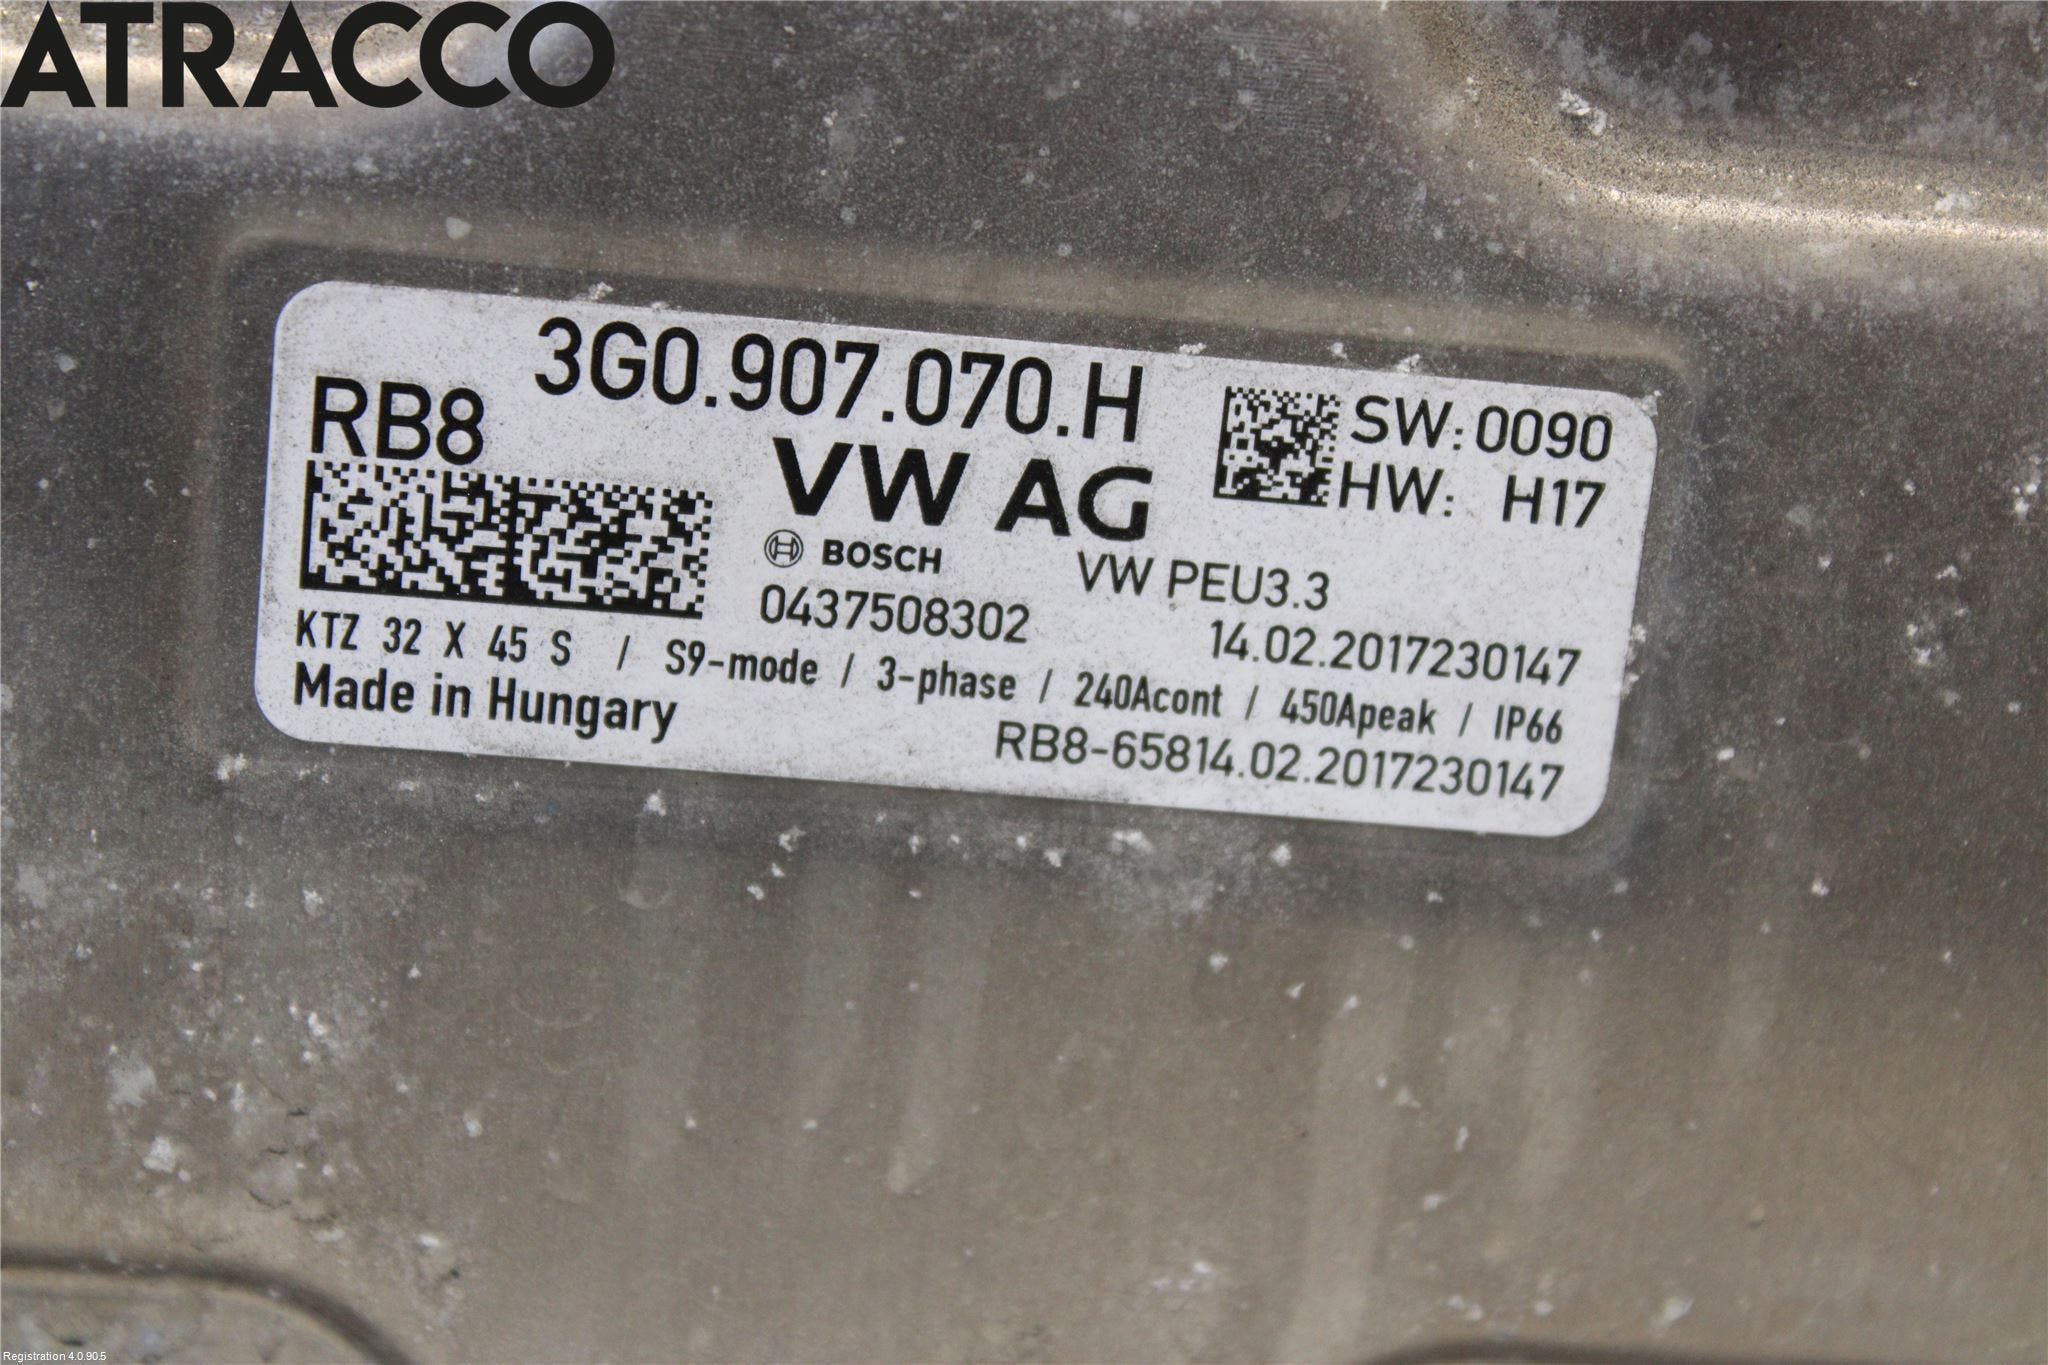 ATRACCO
3G0.907.070.H
RB8
SW: 0090
HW: H17
VW AG
BOSCH
VW PEU3.3
0437508302
14.02.2017230147
KTZ 32 X 45 S / S9-mode / 3-phase / 240Acont / 450Apeak / IP66
Made in Hungary
RB8-65814.02.2017230147
Registration 4.0.90.5